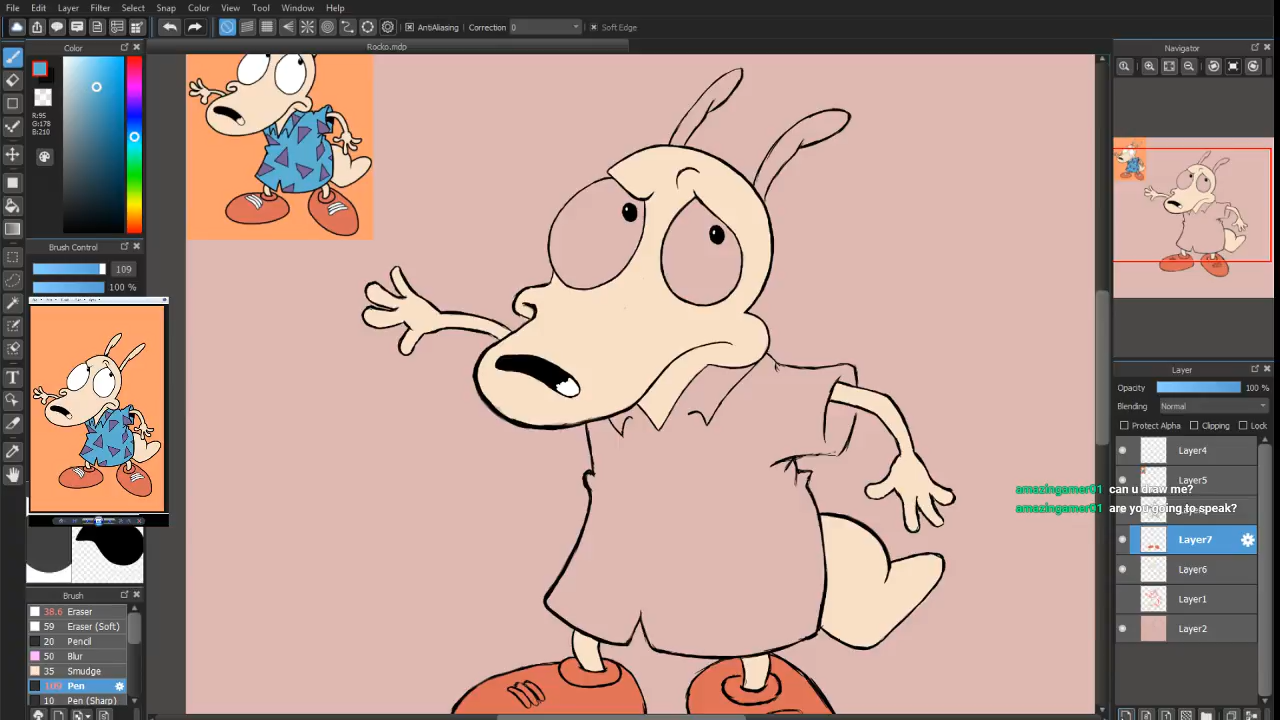 File Edit Layer Filter Select Snap Color View Tool Window Help
AntiAliasing Correction 0 Soft Edge
Color
Rocko.mdp
Navigator
R:95
G:178
B:210
Brush Control
109
100 %
Layer
Opacity 100 %
Blending Normal
Protect Alpha Clipping Lock
Layer4
Layer5
amazingamer01 can u draw me?
amazingamer01 are you going to speak?
Layer7
Layer6
Layer1
Layer2
Brush
38.6 Eraser
59 Eraser (Soft)
20 Pencil
50 Blur
35 Smudge
109 Pen
10 Pen (Sharp)